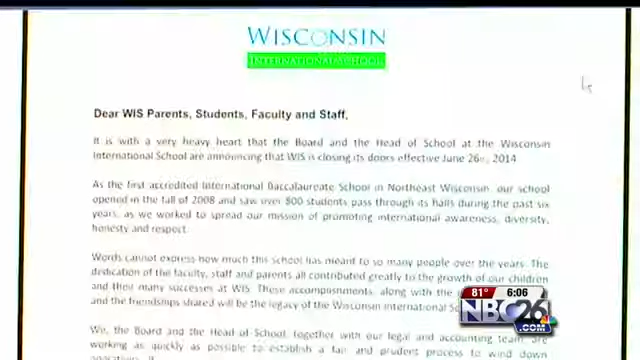 WISCONSIN
INTERNATIONAL SCHOOL
Dear WIS Parents, Students, Faculty and Staff,
It is with a very heavy heart that the Board and the Head of School at the Wisconsin
International School are announcing that WIS is closing its doors effective June 26th, 2014
As the first accredited International Baccalaureate School in Northeast Wisconsin, our school
opened in the fall of 2008 and saw over 800 students pass through its halls during the past six
years, as we worked to spread our mission of promoting international awareness, diversity,
honesty and respect.
Words cannot express how much this school has meant to so many people over the years. The
dedication of the faculty, staff and parents all contributed greatly to the growth of our children
and their many successes at WIS. These accomplishments, along with the
and the friendships shared will be the legacy of the Wisconsin International
We, the Board and the Head of School, together with our legal and accounting team, are
working as quickly as possible to establish a fair and prudent process to wind down
81° 6:06
NBC26
.COM